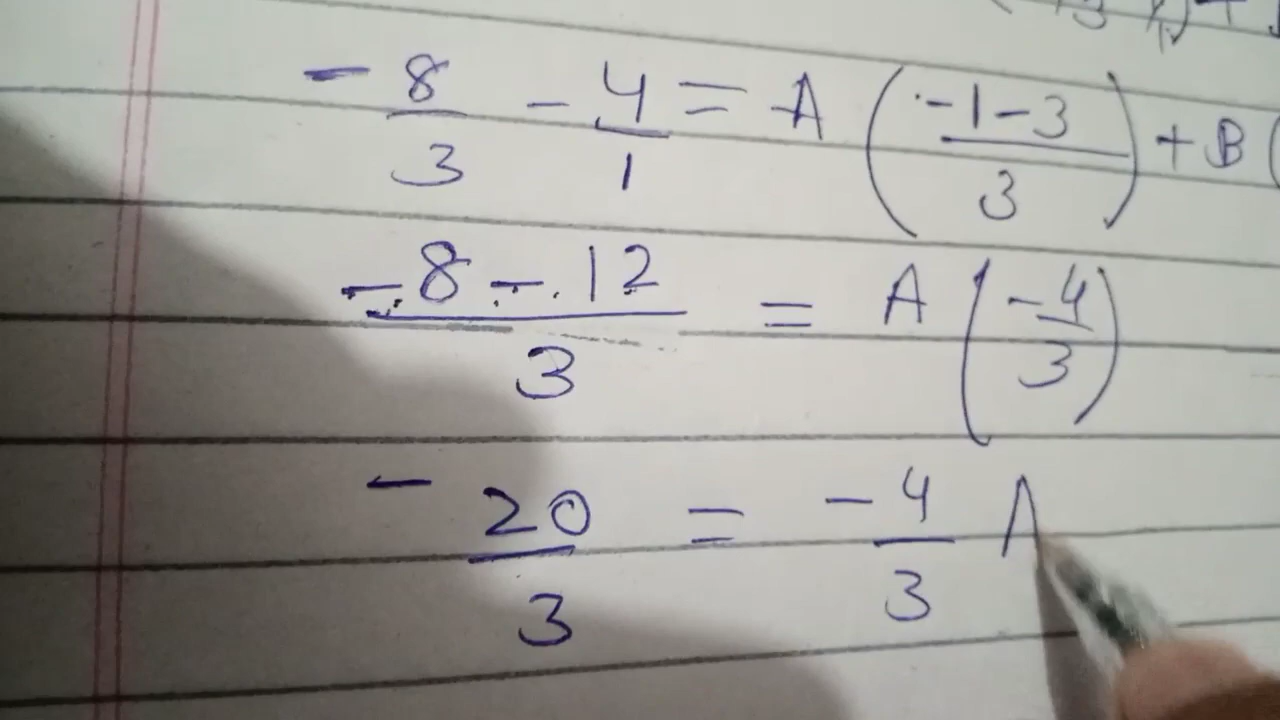 - 8/3 - 4/1 = A ( -1-3/3 ) + B (
-8-12/3 = A ( -4/3 )
- 20/3 = -4/3 A